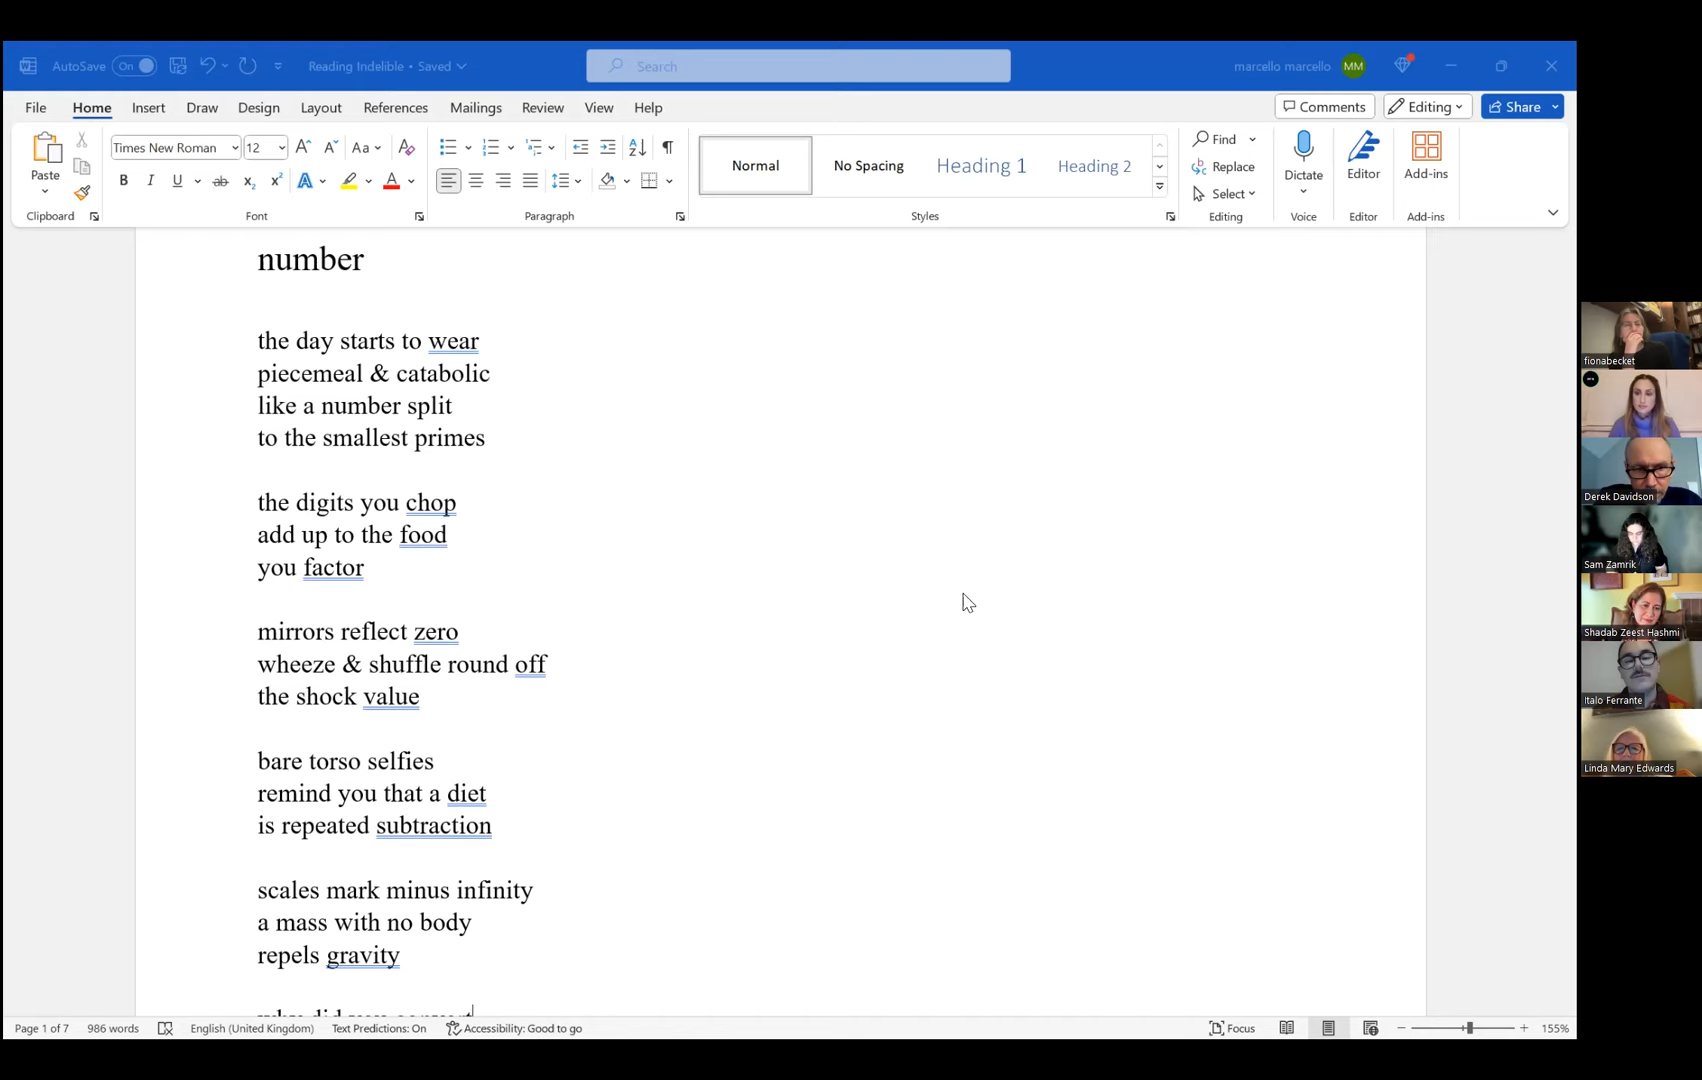 AutoSave On Reading Indelible • Saved Search marcello marcello MM
File Home Insert Draw Design Layout References Mailings Review View Help Comments Editing Share
Times New Roman 12 Aa
Paste
B I U ab x₂ x² A A
Normal No Spacing Heading 1 Heading 2
Find
Replace
Select
Dictate Editor Add-ins
Clipboard Font Paragraph Styles Editing Voice Editor Add-ins
number
the day starts to wear
piecemeal & catabolic
like a number split
to the smallest primes
the digits you chop
add up to the food
you factor
mirrors reflect zero
wheeze & shuffle round off
the shock value
bare torso selfies
remind you that a diet
is repeated subtraction
scales mark minus infinity
a mass with no body
repels gravity
why did you
fionabecket
Derek Davidson
Sam Zamrik
Shadab Zeest Hashmi
Italo Ferrante
Linda Mary Edwards
Page 1 of 7 986 words English (United Kingdom) Text Predictions: On Accessibility: Good to go Focus 155%